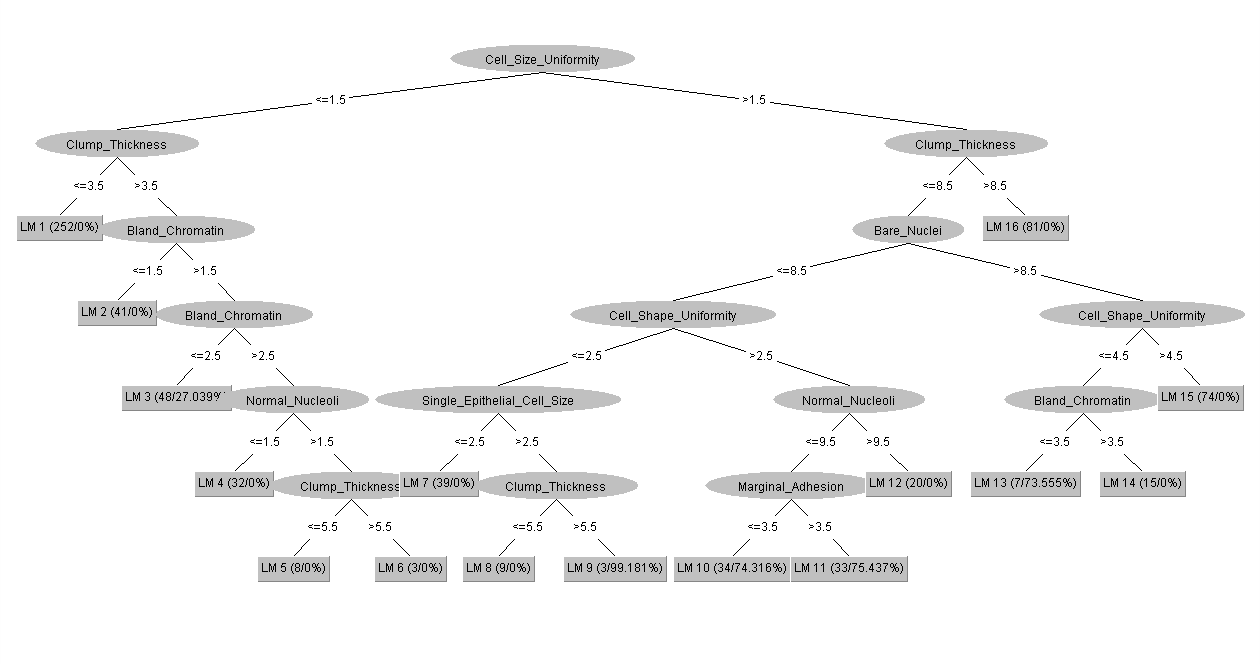 Cell_Size_Uniformity
<=1.5
>1.5
Clump_Thickness
Clump_Thickness
<=3.5
>3.5
<=8.5
>8.5
LM 1 (252/0%)
Bland_Chromatin
Bare_Nuclei
LM 16 (81/0%)
<=1.5
>1.5
<=8.5
>8.5
LM 2 (41/0%)
Bland_Chromatin
Cell_Shape_Uniformity
Cell_Shape_Uniformity
<=2.5
>2.5
<=2.5
>2.5
<=4.5
>4.5
LM 3 (48/27.039%
Normal_Nucleoli
Single_Epithelial_Cell_Size
Normal_Nucleoli
Bland_Chromatin
LM 15 (74/0%)
<=1.5
>1.5
<=2.5
>2.5
<=9.5
>9.5
<=3.5
>3.5
LM 4 (32/0%)
Clump_Thickness
LM 7 (39/0%)
Clump_Thickness
Marginal_Adhesion
LM 12 (20/0%)
LM 13 (7/73.555%)
LM 14 (15/0%)
<=5.5
>5.5
<=5.5
>5.5
<=3.5
>3.5
LM 5 (8/0%)
LM 6 (3/0%)
LM 8 (9/0%)
LM 9 (3/99.181%)
LM 10 (34/74.316%)
LM 11 (33/75.437%)